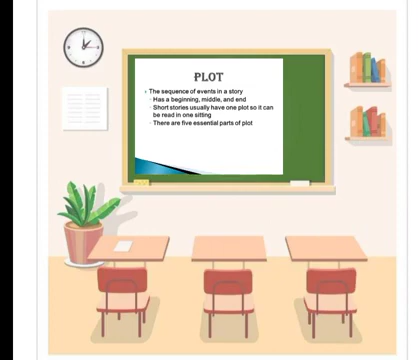 PLOT
The sequence of events in a story
Has a beginning, middle, and end
Short stories usually have one plot so it can
be read in one sitting
There are five essential parts of plot